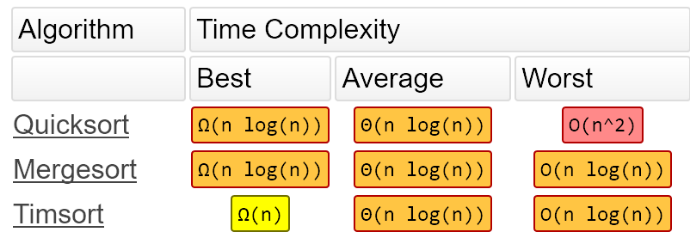 Algorithm Time Complexity
Best Average Worst
Quicksort Ω(n log(n)) Θ(n log(n)) O(n^2)
Mergesort Ω(n log(n)) Θ(n log(n)) O(n log(n))
Timsort Ω(n) Θ(n log(n)) O(n log(n))